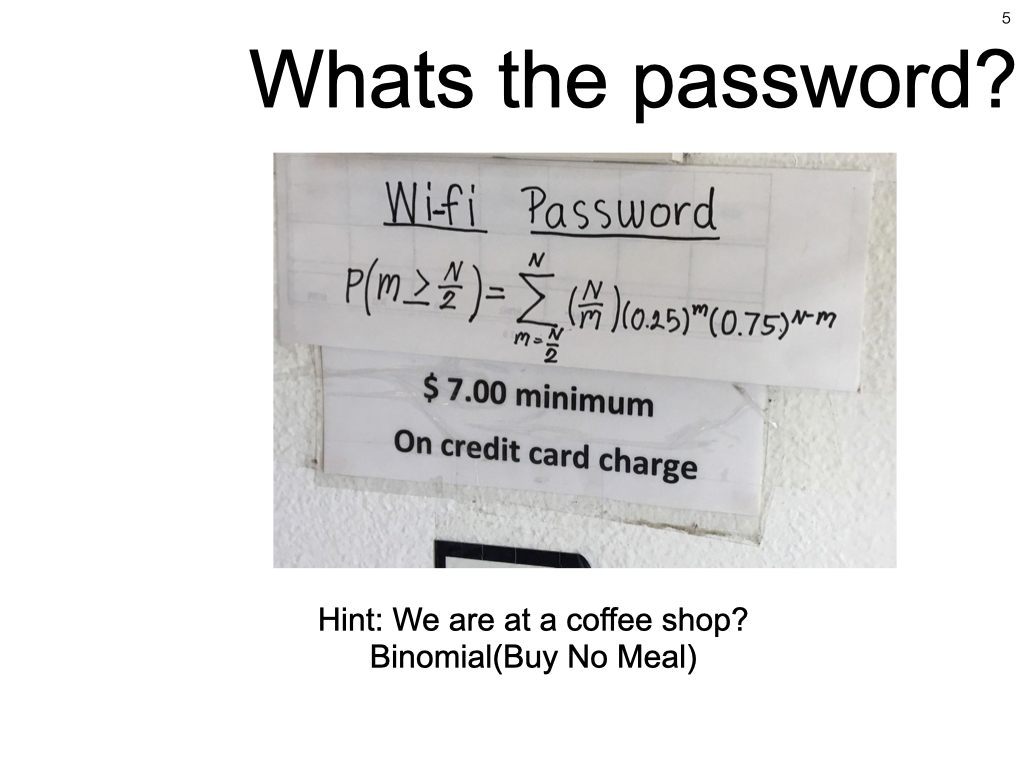 5
Whats the password?
Wi-fi Password
P(m ≥ N/2) = ∑_{m=N/2}^{N} (N/m)(0.25)^m(0.75)^{N-m}
$ 7.00 minimum
On credit card charge
Hint: We are at a coffee shop?
Binomial(Buy No Meal)